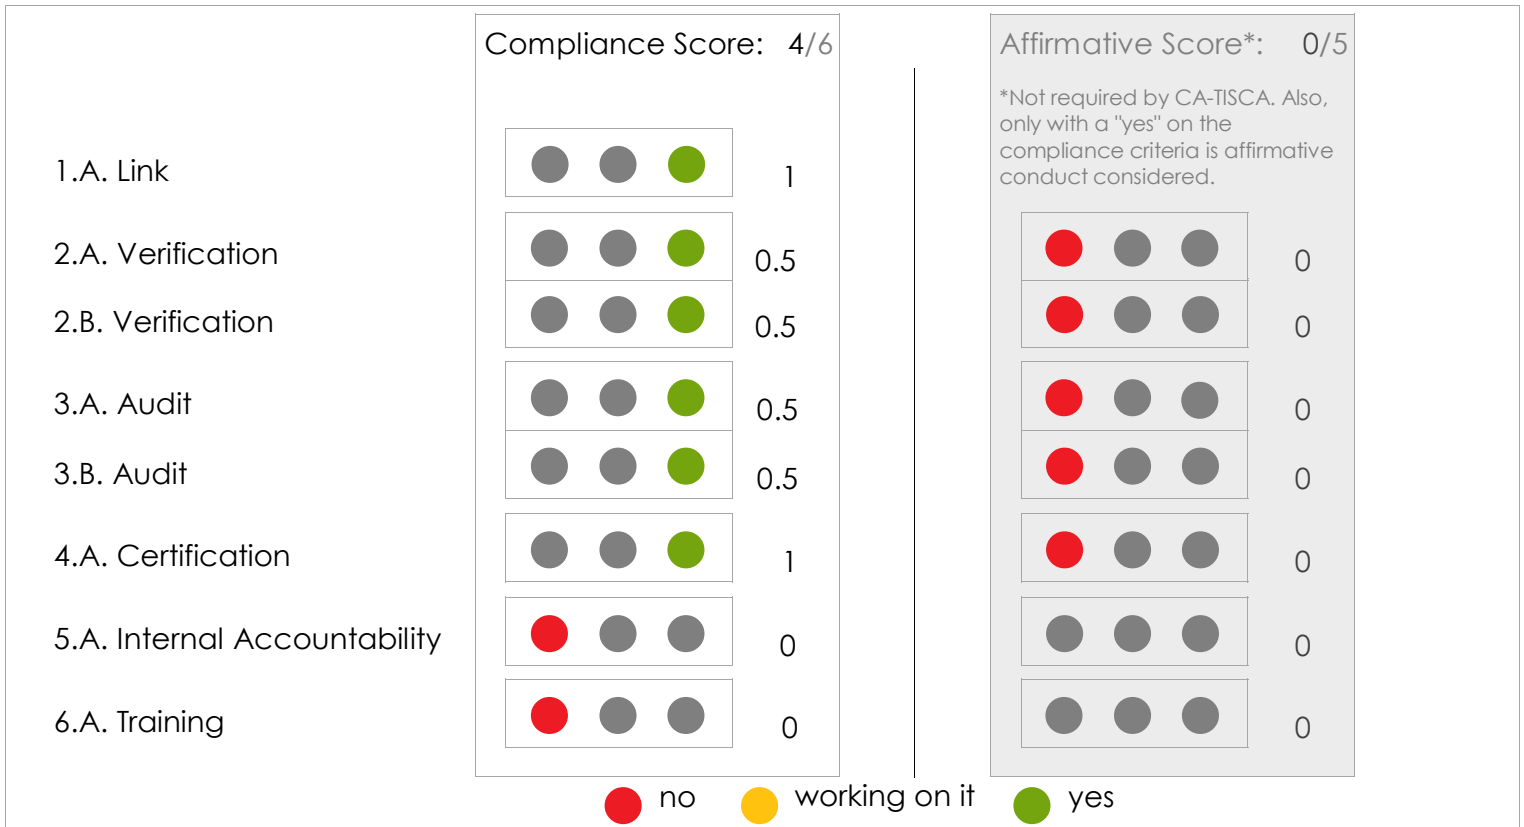 Compliance Score: 4/6
Affirmative Score*: 0/5
*Not required by CA-TISCA. Also,
only with a "yes" on the
compliance criteria is affirmative
conduct considered.
1.A. Link 1
2.A. Verification 0.5 0
2.B. Verification 0.5 0
3.A. Audit 0.5 0
3.B. Audit 0.5 0
4.A. Certification 1 0
5.A. Internal Accountability 0 0
6.A. Training 0 0
no working on it yes